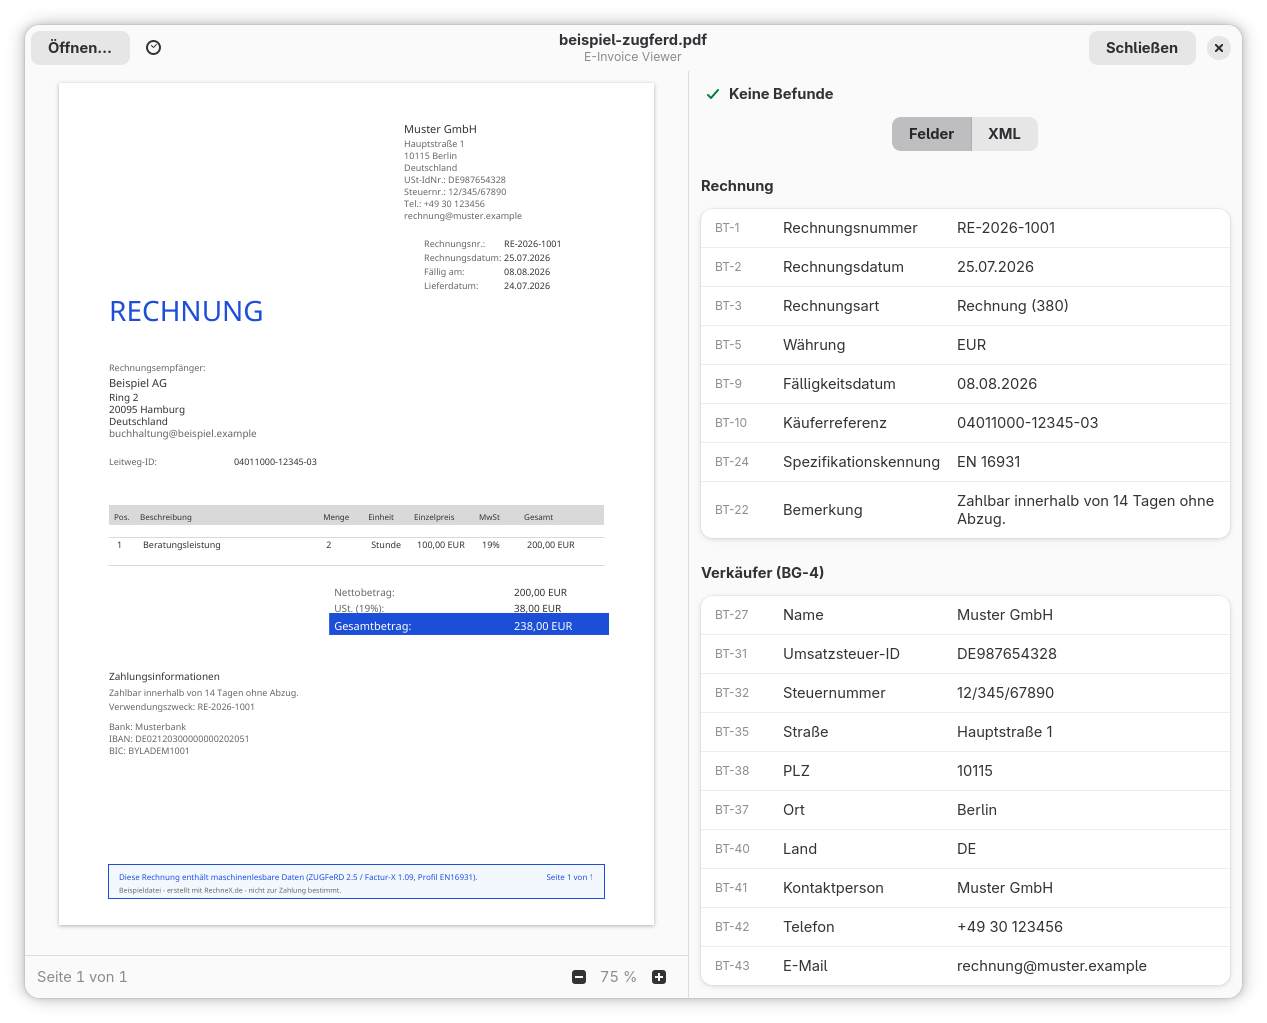 Öffnen...
beispiel-zugferd.pdf
E-Invoice Viewer
Schließen
Muster GmbH
Hauptstraße 1
10115 Berlin
Deutschland
USt-IdNr.: DE987654328
Steuernr.: 12/345/67890
Tel.: +49 30 123456
rechnung@muster.example
Rechnungsnr.: RE-2026-1001
Rechnungsdatum: 25.07.2026
Fällig am: 08.08.2026
Lieferdatum: 24.07.2026
RECHNUNG
Rechnungsempfänger:
Beispiel AG
Ring 2
20095 Hamburg
Deutschland
buchhaltung@beispiel.example
Leitweg-ID: 04011000-12345-03
Pos. Beschreibung Menge Einheit Einzelpreis MwSt Gesamt
1 Beratungsleistung 2 Stunde 100,00 EUR 19% 200,00 EUR
Nettobetrag: 200,00 EUR
USt. (19%): 38,00 EUR
Gesamtbetrag: 238,00 EUR
Zahlungsinformationen
Zahlbar innerhalb von 14 Tagen ohne Abzug.
Verwendungszweck: RE-2026-1001
Bank: Musterbank
IBAN: DE02120300000000202051
BIC: BYLADEM1001
Diese Rechnung enthält maschinenlesbare Daten (ZUGFeRD 2.5 / Factur-X 1.09, Profil EN16931). Seite 1 von 1
Beispieldatei - erstellt mit RechneX.de - nicht zur Zahlung bestimmt.
Seite 1 von 1
75 %
Keine Befunde
Felder XML
Rechnung
BT-1 Rechnungsnummer RE-2026-1001
BT-2 Rechnungsdatum 25.07.2026
BT-3 Rechnungsart Rechnung (380)
BT-5 Währung EUR
BT-9 Fälligkeitsdatum 08.08.2026
BT-10 Käuferreferenz 04011000-12345-03
BT-24 Spezifikationskennung EN 16931
BT-22 Bemerkung Zahlbar innerhalb von 14 Tagen ohne
Abzug.
Verkäufer (BG-4)
BT-27 Name Muster GmbH
BT-31 Umsatzsteuer-ID DE987654328
BT-32 Steuernummer 12/345/67890
BT-35 Straße Hauptstraße 1
BT-38 PLZ 10115
BT-37 Ort Berlin
BT-40 Land DE
BT-41 Kontaktperson Muster GmbH
BT-42 Telefon +49 30 123456
BT-43 E-Mail rechnung@muster.example